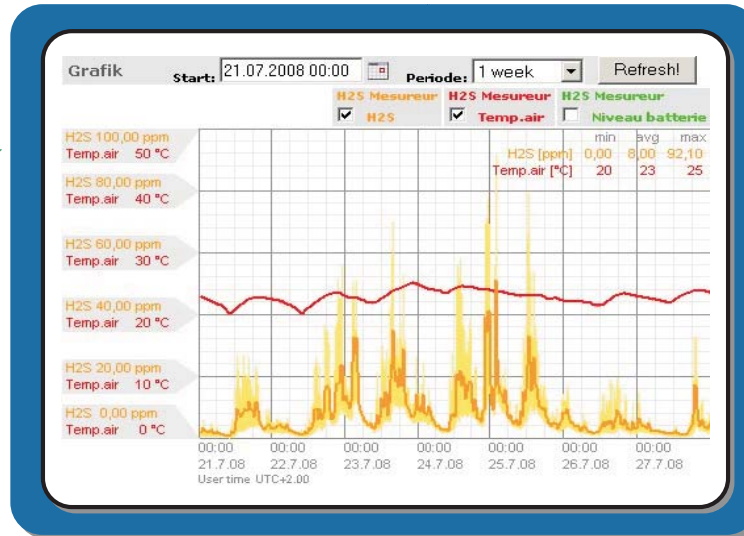 Grafik Start: 21.07.2008 00:00 Periode: 1 week Refresh!
H2S Mesureur H2S Mesureur H2S Mesureur
H2S Temp.air Niveau batterie
min avg max
H2S [ppm] 0,00 8,00 92,10
Temp.air [°C] 20 23 25
H2S 100,00 ppm
Temp.air 50 °C
H2S 80,00 ppm
Temp.air 40 °C
H2S 60,00 ppm
Temp.air 30 °C
H2S 40,00 ppm
Temp.air 20 °C
H2S 20,00 ppm
Temp.air 10 °C
H2S 0,00 ppm
Temp.air 0 °C
00:00 00:00 00:00 00:00 00:00 00:00 00:00
21.7.08 22.7.08 23.7.08 24.7.08 25.7.08 26.7.08 27.7.08
User time UTC+2.00